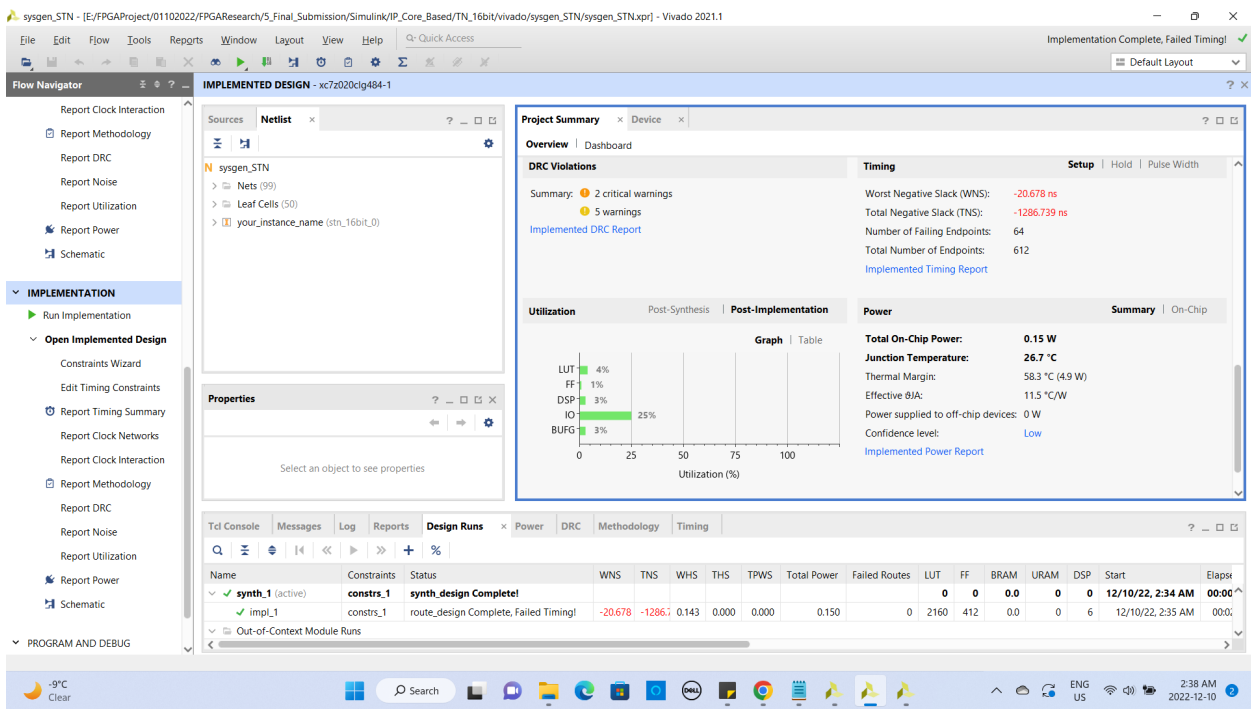 sysgen_STN - [E:/FPGAProject/01102022/FPGAResearch/5_Final_Submission/Simulink/IP_Core_Based/TN_16bit/vivado/sysgen_STN/sysgen_STN.xpr] - Vivado 2021.1
File Edit Flow Tools Reports Window Layout View Help Q- Quick Access
Implementation Complete, Failed Timing!
Default Layout
Flow Navigator
Report Clock Interaction
Report Methodology
Report DRC
Report Noise
Report Utilization
Report Power
Schematic
IMPLEMENTATION
Run Implementation
Open Implemented Design
Constraints Wizard
Edit Timing Constraints
Report Timing Summary
Report Clock Networks
Report Clock Interaction
Report Methodology
Report DRC
Report Noise
Report Utilization
Report Power
Schematic
PROGRAM AND DEBUG
IMPLEMENTED DESIGN - xc7z020clg484-1
Sources Netlist
N sysgen_STN
Nets (99)
Leaf Cells (50)
your_instance_name (stn_16bit_0)
Properties
Select an object to see properties
Project Summary Device
Overview Dashboard
DRC Violations
Summary: 2 critical warnings
5 warnings
Implemented DRC Report
Timing Setup Hold Pulse Width
Worst Negative Slack (WNS): -20.678 ns
Total Negative Slack (TNS): -1286.739 ns
Number of Failing Endpoints: 64
Total Number of Endpoints: 612
Implemented Timing Report
Utilization Post-Synthesis Post-Implementation
Graph Table
LUT 4%
FF 1%
DSP 3%
IO 25%
BUFG 3%
0 25 50 75 100
Utilization (%)
Power Summary On-Chip
Total On-Chip Power: 0.15 W
Junction Temperature: 26.7 °C
Thermal Margin: 58.3 °C (4.9 W)
Effective ϑJA: 11.5 °C/W
Power supplied to off-chip devices: 0 W
Confidence level: Low
Implemented Power Report
Tcl Console Messages Log Reports Design Runs Power DRC Methodology Timing
Name Constraints Status WNS TNS WHS THS TPWS Total Power Failed Routes LUT FF BRAM URAM DSP Start Elapse
synth_1 (active) constrs_1 synth_design Complete! 0 0 0.0 0 0 12/10/22, 2:34 AM 00:00
impl_1 constrs_1 route_design Complete, Failed Timing! -20.678 -1286.7 0.143 0.000 0.000 0.150 0 2160 412 0.0 0 6 12/10/22, 2:35 AM 00:02
Out-of-Context Module Runs
-9°C
Clear
Search
DELL
ENG
US
2:38 AM
2022-12-10
2